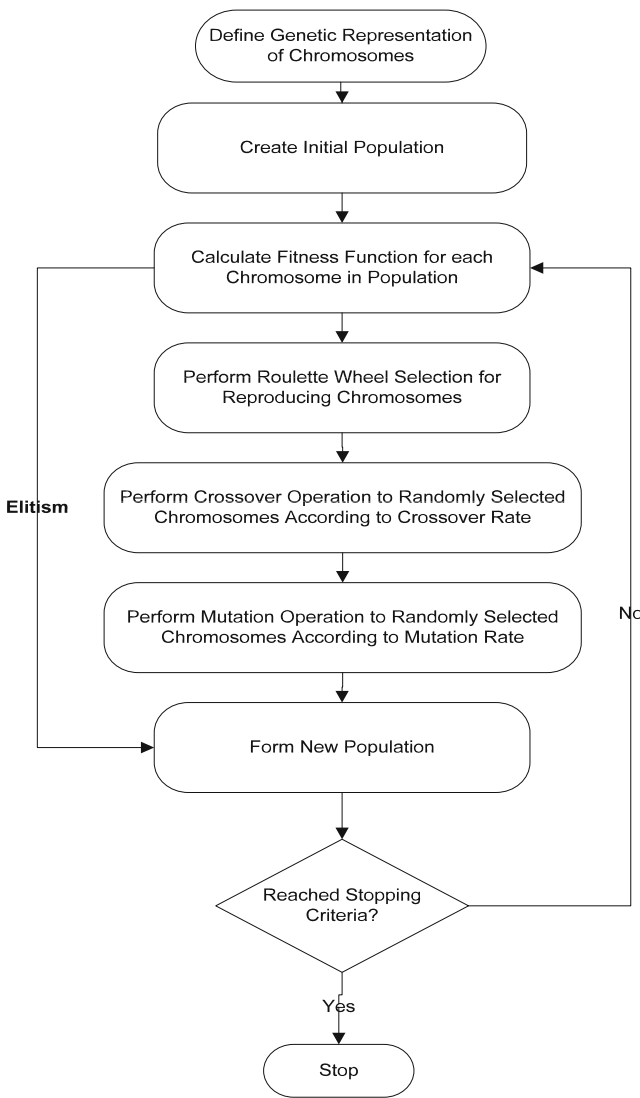 Define Genetic Representation
of Chromosomes
Create Initial Population
Calculate Fitness Function for each
Chromosome in Population
Perform Roulette Wheel Selection for
Reproducing Chromosomes
Elitism
Perform Crossover Operation to Randomly Selected
Chromosomes According to Crossover Rate
Perform Mutation Operation to Randomly Selected
Chromosomes According to Mutation Rate
No
Form New Population
Reached Stopping
Criteria?
Yes
Stop